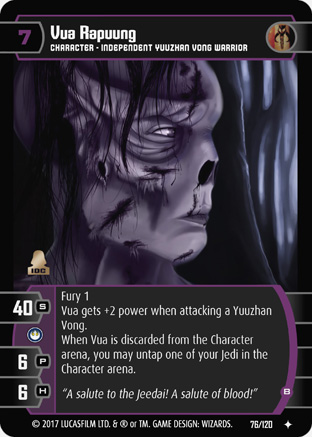 7 Vua Rapuung
CHARACTER - INDEPENDENT YUUZHAN VONG WARRIOR
IDC
40 S
6 P
6 H
Fury 1
Vua gets +2 power when attacking a Yuuzhan
Vong.
When Vua is discarded from the Character
arena, you may untap one of your Jedi in the
Character arena.
“A salute to the Jeedai! A salute of blood!”
B
© 2017 LUCASFILM LTD. & ® or TM. GAME DESIGN: WIZARDS. 76/120